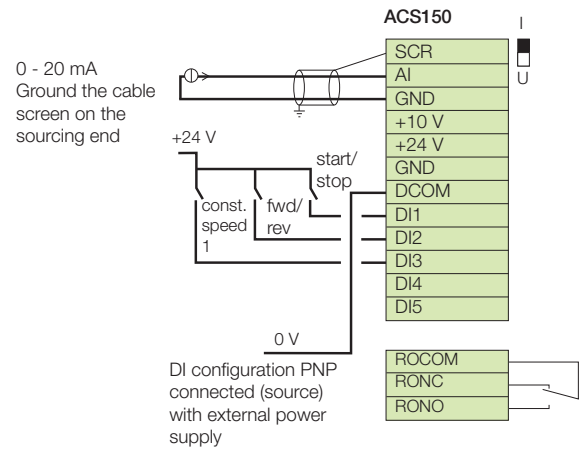 ACS150
I
SCR
AI
GND
+10 V
+24 V
GND
DCOM
DI1
DI2
DI3
DI4
DI5
U
0 - 20 mA
Ground the cable
screen on the
sourcing end
+24 V
start/
stop
fwd/
rev
const.
speed
1
0 V
DI configuration PNP
connected (source)
with external power
supply
ROCOM
RONC
RONO